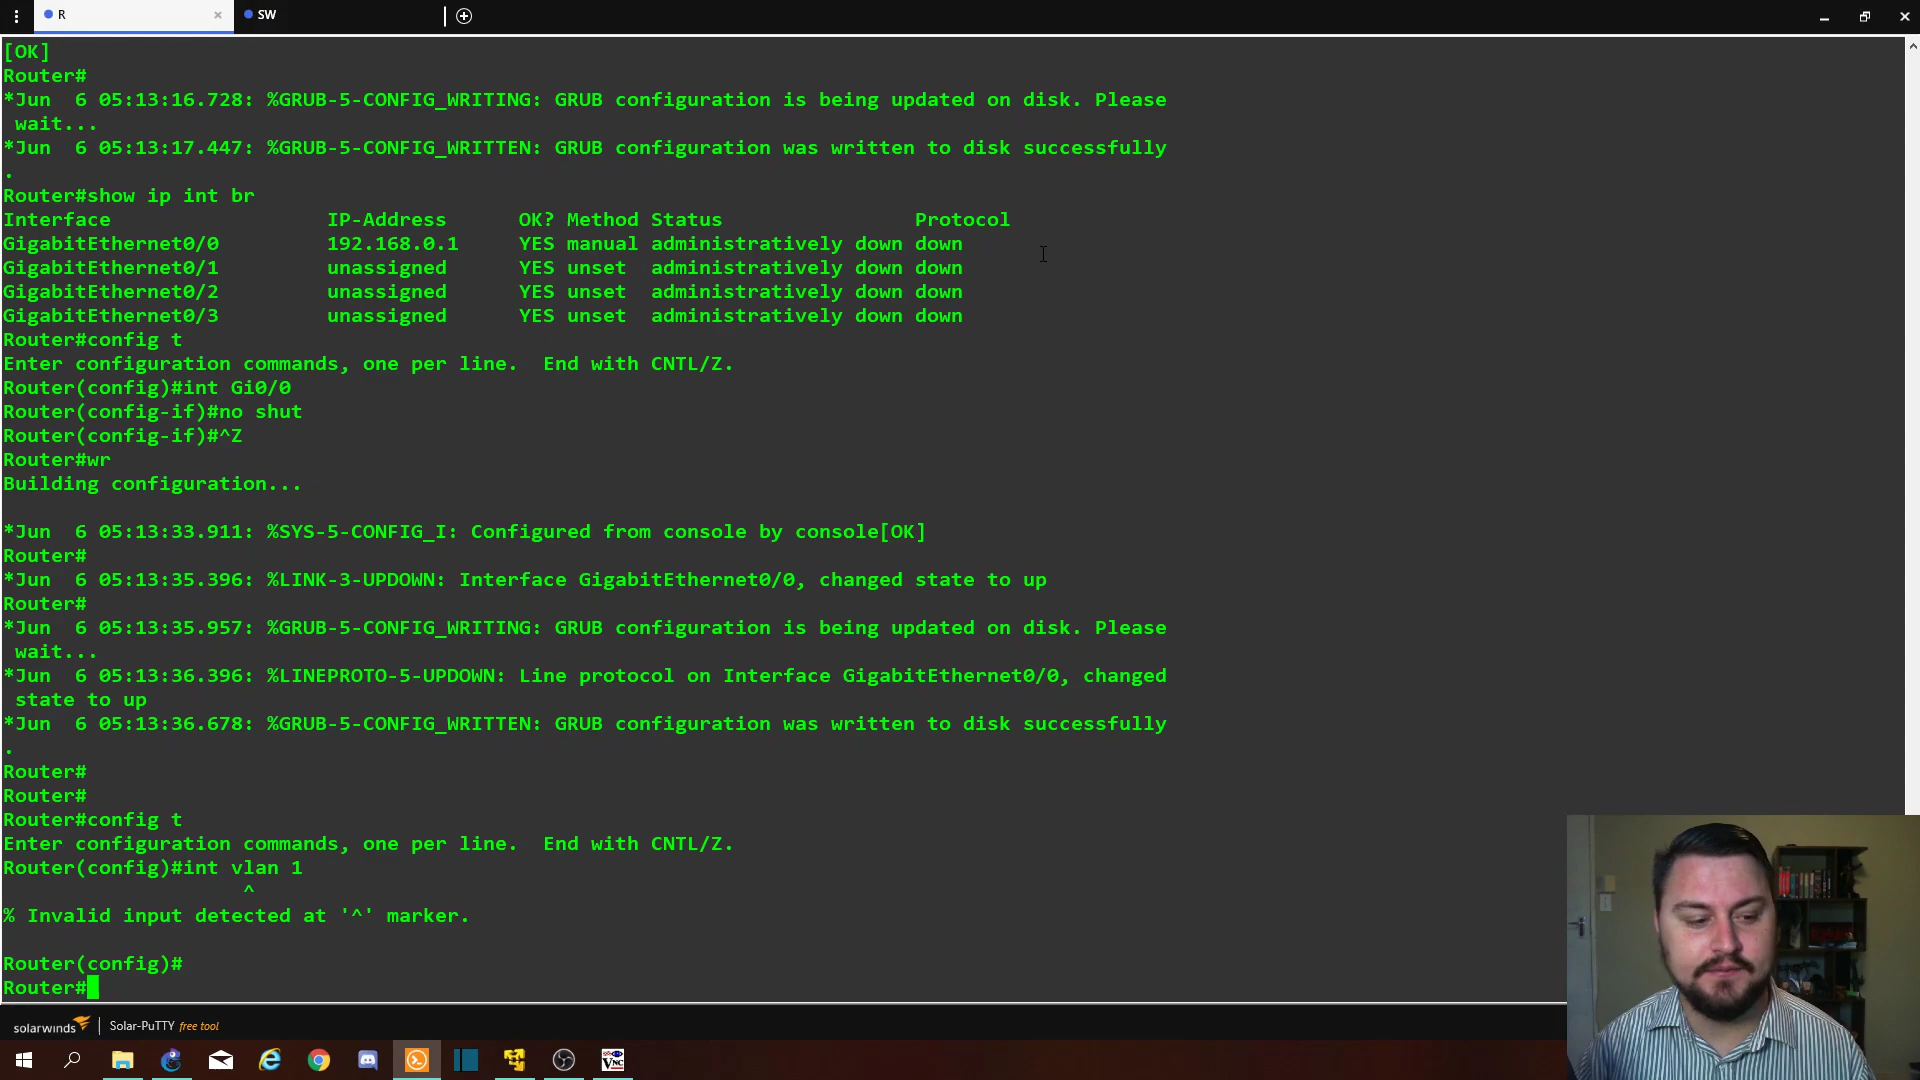 R
SW
[OK]
Router#
*Jun  6 05:13:16.728: %GRUB-5-CONFIG_WRITING: GRUB configuration is being updated on disk. Please
 wait...
*Jun  6 05:13:17.447: %GRUB-5-CONFIG_WRITTEN: GRUB configuration was written to disk successfully
.
Router#show ip int br
Interface                  IP-Address      OK? Method Status                Protocol
GigabitEthernet0/0         192.168.0.1     YES manual administratively down down
GigabitEthernet0/1         unassigned      YES unset  administratively down down
GigabitEthernet0/2         unassigned      YES unset  administratively down down
GigabitEthernet0/3         unassigned      YES unset  administratively down down
Router#config t
Enter configuration commands, one per line.  End with CNTL/Z.
Router(config)#int Gi0/0
Router(config-if)#no shut
Router(config-if)#^Z
Router#wr
Building configuration...
*Jun  6 05:13:33.911: %SYS-5-CONFIG_I: Configured from console by console[OK]
Router#
*Jun  6 05:13:35.396: %LINK-3-UPDOWN: Interface GigabitEthernet0/0, changed state to up
Router#
*Jun  6 05:13:35.957: %GRUB-5-CONFIG_WRITING: GRUB configuration is being updated on disk. Please
 wait...
*Jun  6 05:13:36.396: %LINEPROTO-5-UPDOWN: Line protocol on Interface GigabitEthernet0/0, changed
 state to up
*Jun  6 05:13:36.678: %GRUB-5-CONFIG_WRITTEN: GRUB configuration was written to disk successfully
.
Router#
Router#
Router#config t
Enter configuration commands, one per line.  End with CNTL/Z.
Router(config)#int vlan 1
                    ^
% Invalid input detected at '^' marker.
Router(config)#
Router#
solarwinds | Solar-PuTTY free tool
VNC